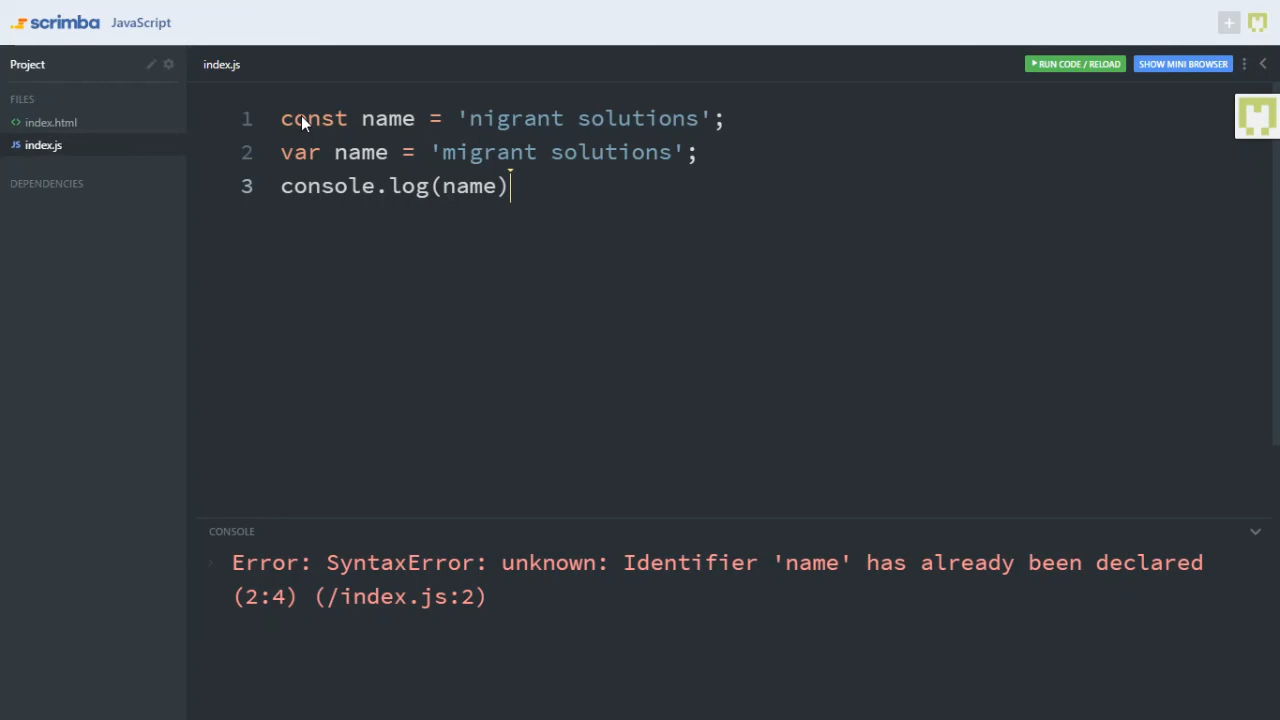 scrimba JavaScript
Project
index.js
RUN CODE / RELOAD
SHOW MINI BROWSER
FILES
<> index.html
JS index.js
DEPENDENCIES
1 const name = 'nigrant solutions';
2 var name = 'migrant solutions';
3 console.log(name)
CONSOLE
Error: SyntaxError: unknown: Identifier 'name' has already been declared
(2:4) (/index.js:2)